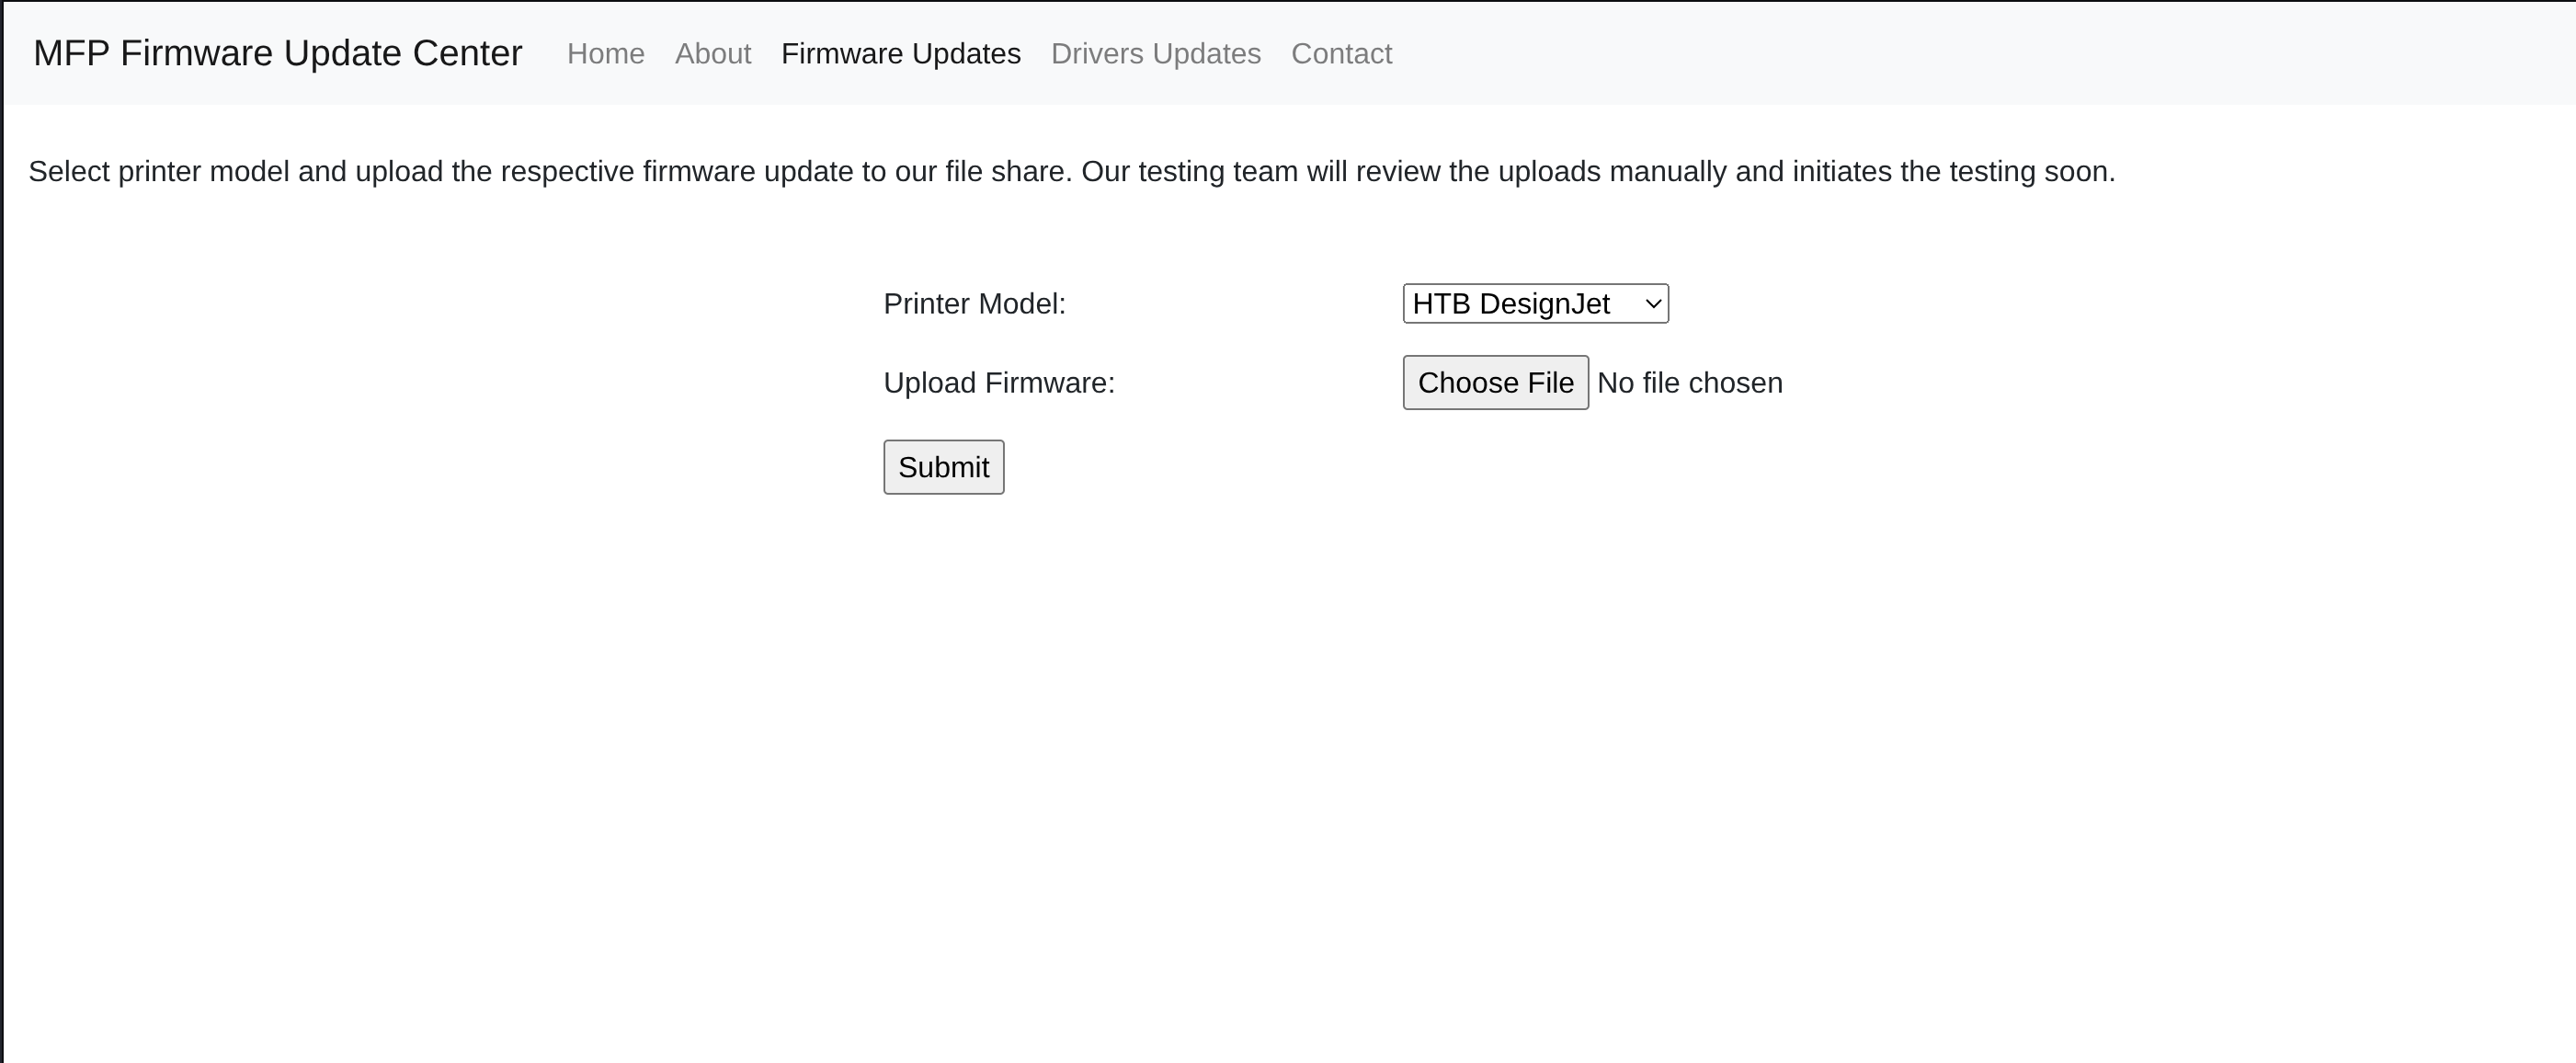 MFP Firmware Update Center Home About Firmware Updates Drivers Updates Contact
Select printer model and upload the respective firmware update to our file share. Our testing team will review the uploads manually and initiates the testing soon.
Printer Model: HTB DesignJet
Upload Firmware: Choose File No file chosen
Submit